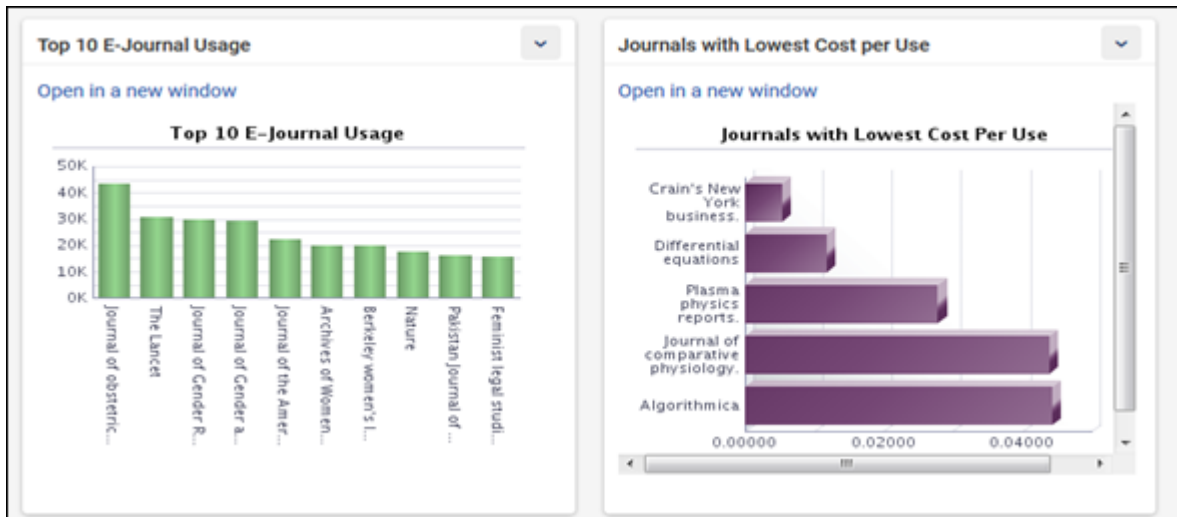 Top 10 E-Journal Usage
Open in a new window
Top 10 E-Journal Usage
50K
40K
30K
20K
10K
0K
Journal of obstetric...
The Lancet
Journal of Gender R...
Journal of Gender a...
Journal of the Amer...
Archives of Women...
Berkeley women's l...
Nature
Pakistan Journal of ...
Feminist legal studi...
Journals with Lowest Cost per Use
Open in a new window
Journals with Lowest Cost Per Use
Crain's New
York
business.
Differential
equations
Plasma
physics
reports.
Journal of
comparative
physiology.
Algorithmica
0.00000
0.02000
0.04000